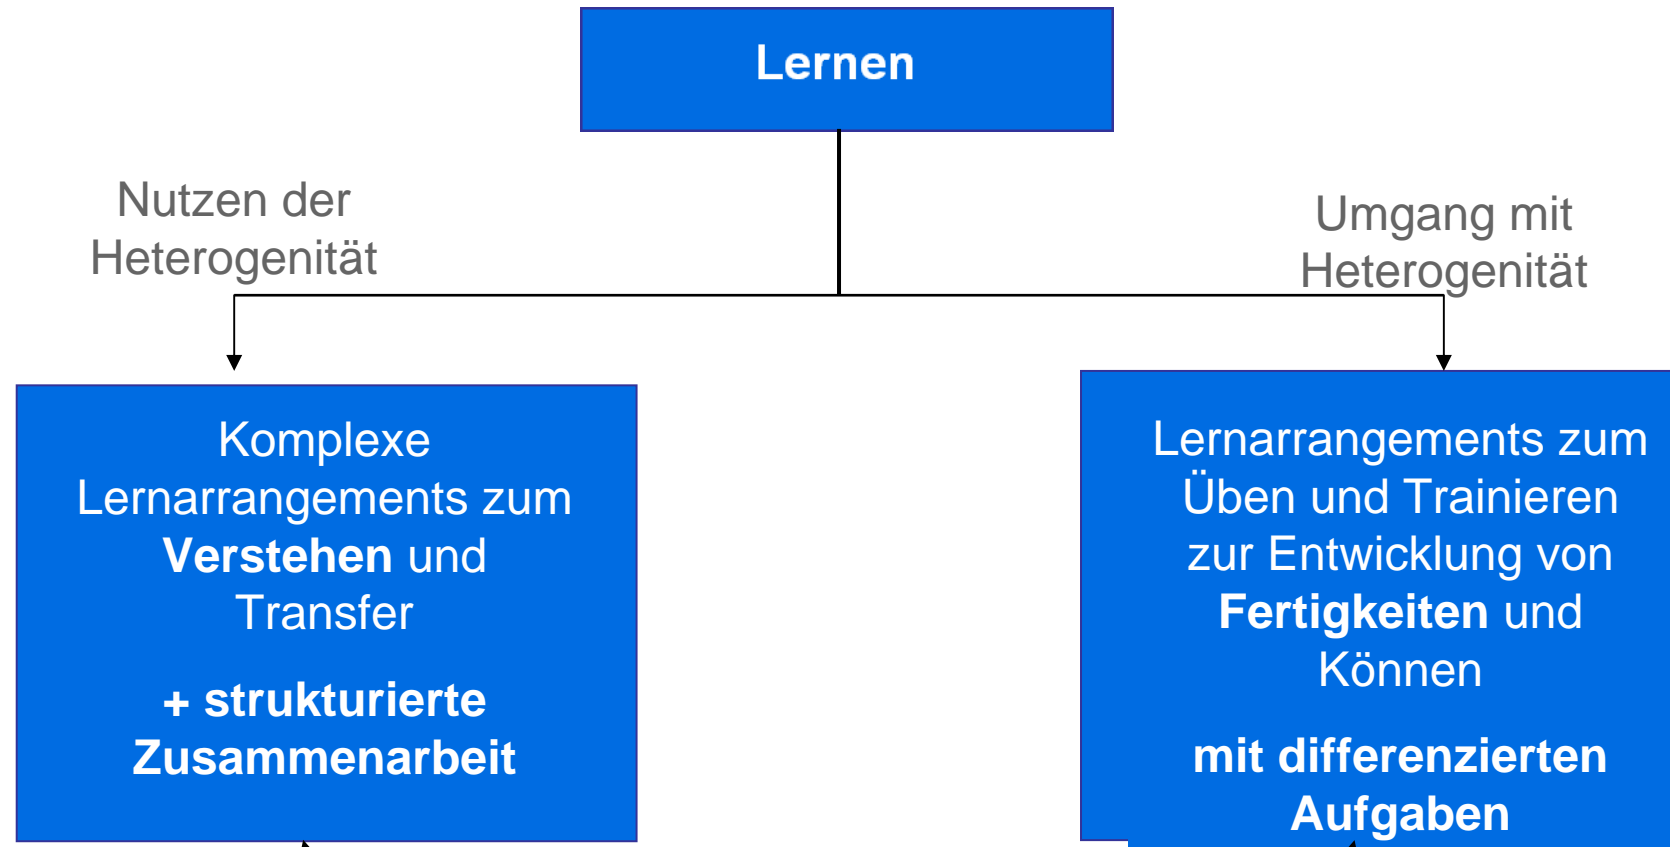 Lernen
Nutzen der
Heterogenität
Umgang mit
Heterogenität
Komplexe
Lernarrangements zum
Verstehen und
Transfer
+ strukturierte
Zusammenarbeit
Lernarrangements zum
Üben und Trainieren
zur Entwicklung von
Fertigkeiten und
Können
mit differenzierten
Aufgaben